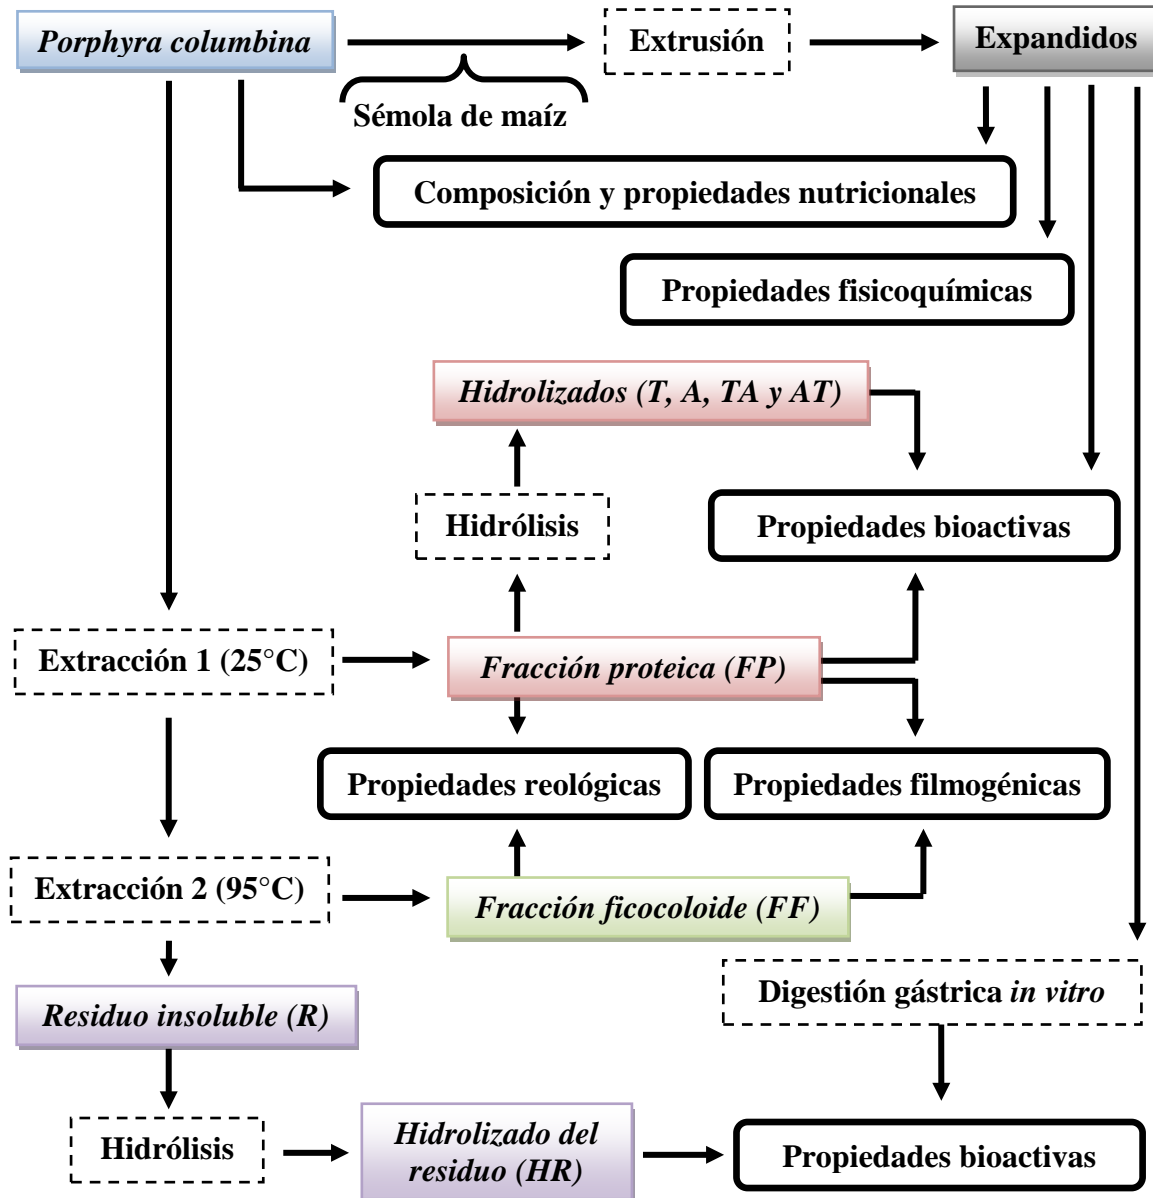 Porphyra columbina
Extrusión
Expandidos
Sémola de maíz
Composición y propiedades nutricionales
Propiedades fisicoquímicas
Hidrolizados (T, A, TA y AT)
Hidrólisis
Propiedades bioactivas
Extracción 1 (25°C)
Fracción proteica (FP)
Propiedades reológicas
Propiedades filmogénicas
Extracción 2 (95°C)
Fracción ficocoloide (FF)
Residuo insoluble (R)
Digestión gástrica in vitro
Hidrólisis
Hidrolizado del
residuo (HR)
Propiedades bioactivas